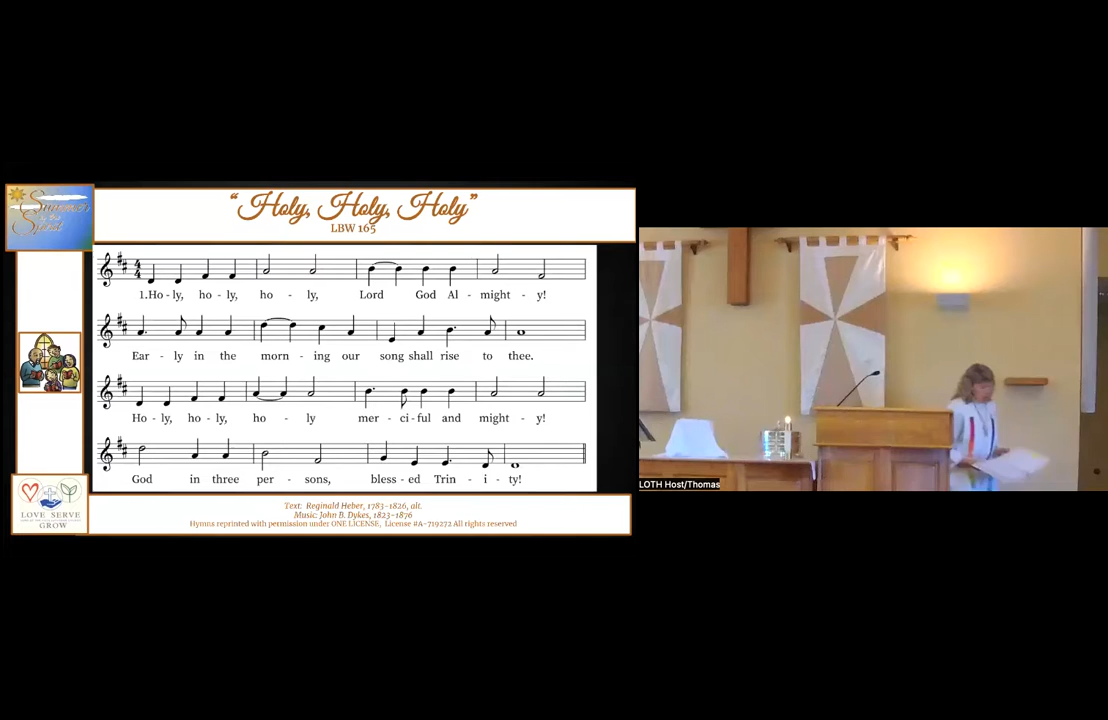 “Holy, Holy, Holy”
LBW 165
Summer
by the
Spirit
1.Ho - ly, ho - ly, ho - ly, Lord God Al - might - y!
Ear - ly in the morn - ing our song shall rise to thee.
Ho - ly, ho - ly, ho - ly mer - ci - ful and might - y!
God in three per - sons, bless - ed Trin - i - ty!
LOVE SERVE
GROW
Text: Reginald Heber, 1783-1826, alt.
Music: John B. Dykes, 1823-1876
Hymns reprinted with permission under ONE LICENSE, License #A-719272 All rights reserved
LOTH Host/Thomas